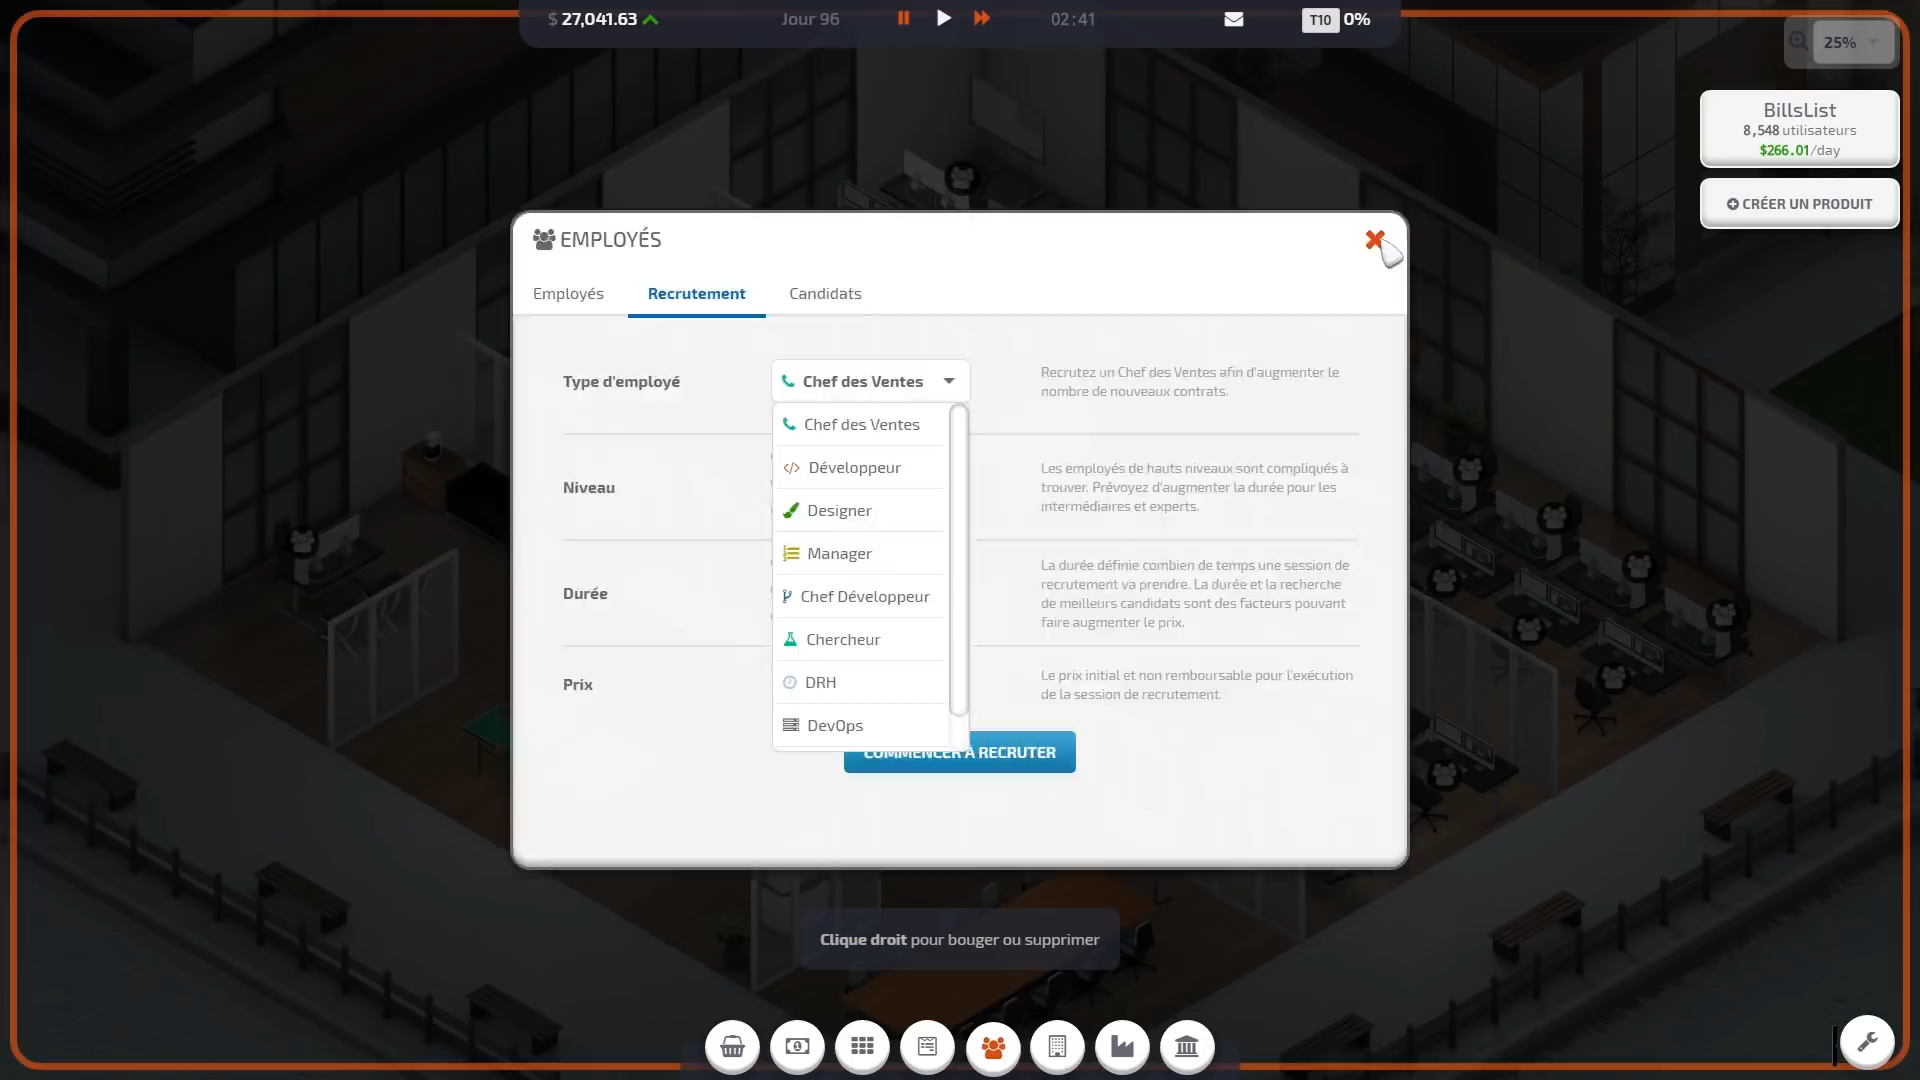 $ 27,041.63
Jour 96
02:41
T10 0%
25%
BillsList
8,548 utilisateurs
$266.01/day
CRÉER UN PRODUIT
EMPLOYÉS
Employés
Recrutement
Candidats
Type d'employé
Chef des Ventes
Recrutez un Chef des Ventes afin d'augmenter le
nombre de nouveaux contrats.
Chef des Ventes
Développeur
Designer
Manager
Chef Développeur
Chercheur
DRH
DevOps
Niveau
Les employés de hauts niveaux sont compliqués à
trouver. Prévoyez d'augmenter la durée pour les
intermédiaires et experts.
Durée
La durée définie combien de temps une session de
recrutement va prendre. La durée et la recherche
de meilleurs candidats sont des facteurs pouvant
faire augmenter le prix.
Prix
Le prix initial et non remboursable pour l'exécution
de la session de recrutement.
COMMENCER À RECRUTER
Clique droit pour bouger ou supprimer